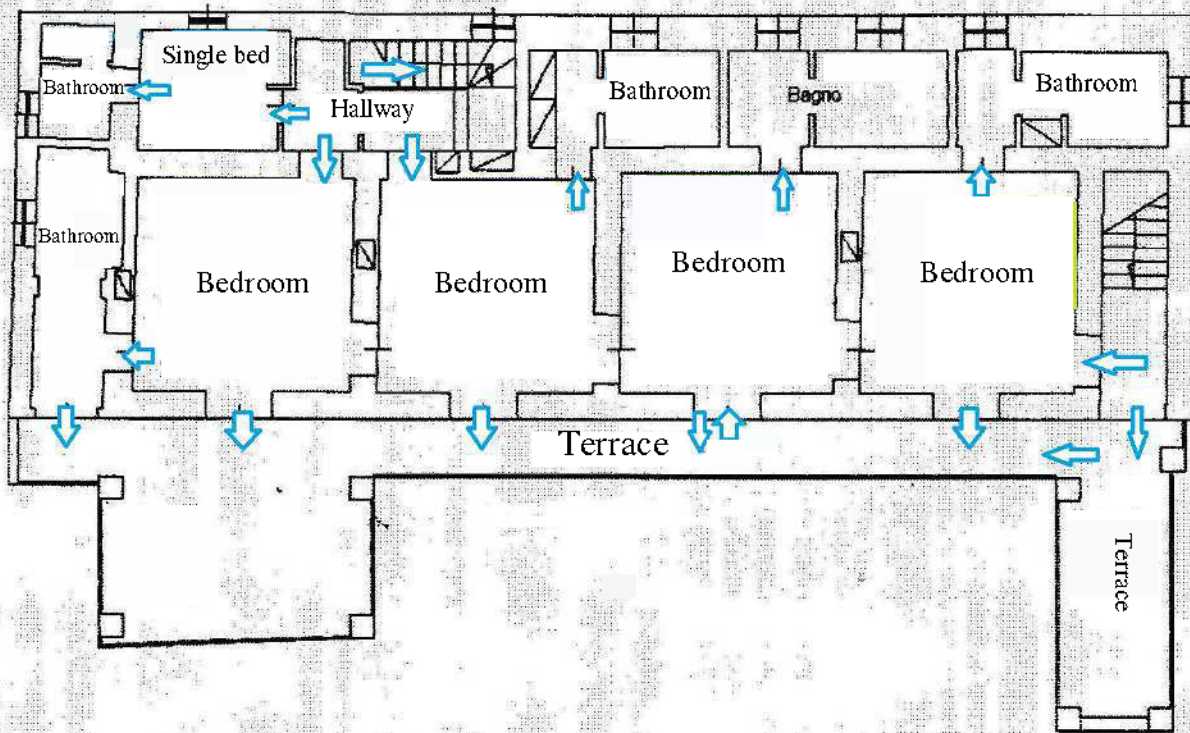 Single bed
Bathroom
Hallway
Bathroom
Bagno
Bathroom
Bathroom
Bedroom
Bedroom
Bedroom
Bedroom
Terrace
Terrace